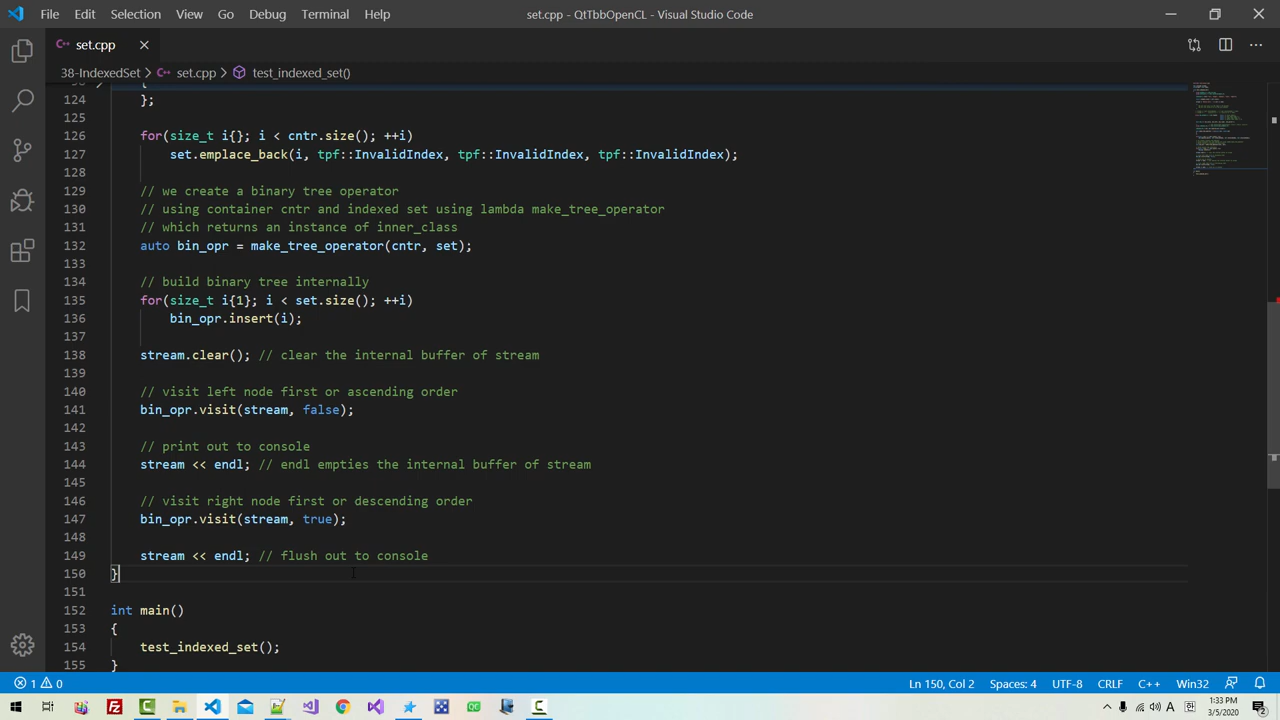 File Edit Selection View Go Debug Terminal Help
set.cpp - QtTbbOpenCL - Visual Studio Code
set.cpp
38-IndexedSet > set.cpp > test_indexed_set()
124 };
125
126 for(size_t i{}; i < cntr.size(); ++i)
127 set.emplace_back(i, tpf::InvalidIndex, tpf::InvalidIndex, tpf::InvalidIndex);
128
129 // we create a binary tree operator
130 // using container cntr and indexed set using lambda make_tree_operator
131 // which returns an instance of inner_class
132 auto bin_opr = make_tree_operator(cntr, set);
133
134 // build binary tree internally
135 for(size_t i{1}; i < set.size(); ++i)
136 bin_opr.insert(i);
137
138 stream.clear(); // clear the internal buffer of stream
139
140 // visit left node first or ascending order
141 bin_opr.visit(stream, false);
142
143 // print out to console
144 stream << endl; // endl empties the internal buffer of stream
145
146 // visit right node first or descending order
147 bin_opr.visit(stream, true);
148
149 stream << endl; // flush out to console
150 }
151
152 int main()
153 {
154 test_indexed_set();
155 }
1 0 Ln 150, Col 2 Spaces: 4 UTF-8 CRLF C++ Win32
A 1:33 PM
3/5/2020